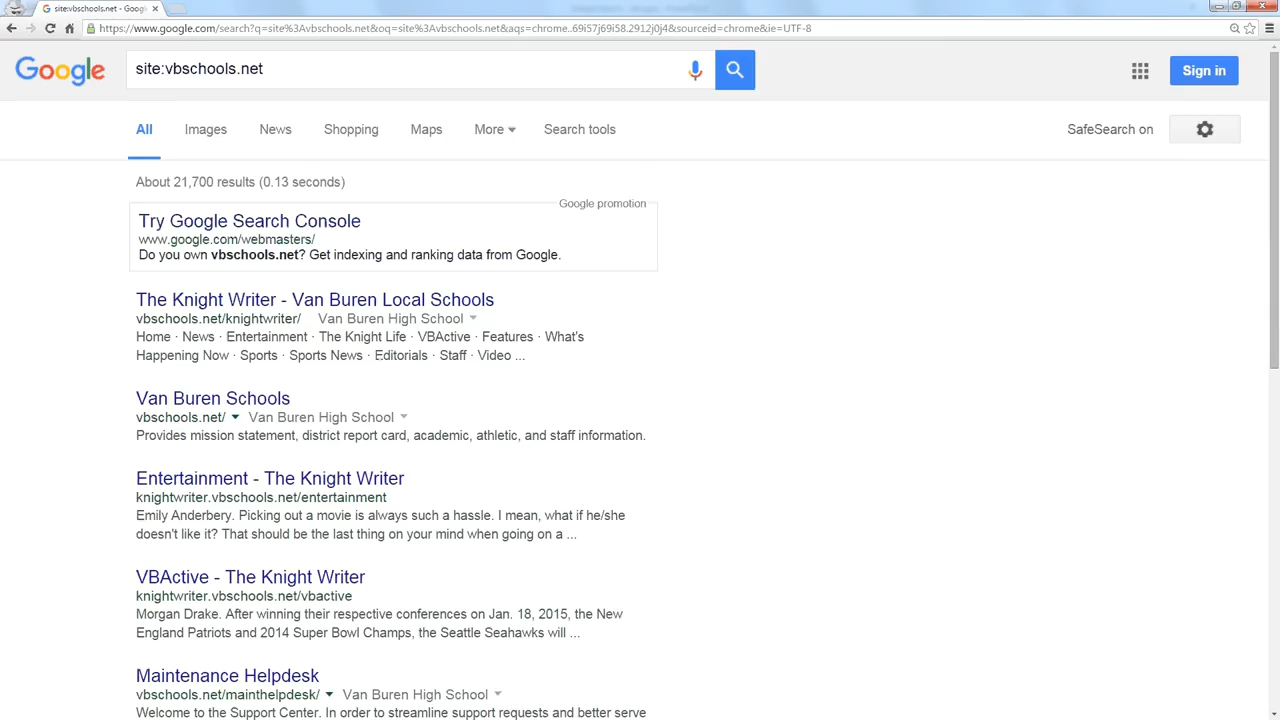 site:vbschools.net - Goog
https://www.google.com/search?q=site%3Avbschools.net&oq=site%3Avbschools.net&aqs=chrome..69i57j69i58.2912j0j4&sourceid=chrome&ie=UTF-8
Google
site:vbschools.net
Sign in
All Images News Shopping Maps More Search tools SafeSearch on
About 21,700 results (0.13 seconds)
Google promotion
Try Google Search Console
www.google.com/webmasters/
Do you own vbschools.net? Get indexing and ranking data from Google.
The Knight Writer - Van Buren Local Schools
vbschools.net/knightwriter/ Van Buren High School
Home · News · Entertainment · The Knight Life · VBActive · Features · What's
Happening Now · Sports · Sports News · Editorials · Staff · Video ...
Van Buren Schools
vbschools.net/ Van Buren High School
Provides mission statement, district report card, academic, athletic, and staff information.
Entertainment - The Knight Writer
knightwriter.vbschools.net/entertainment
Emily Anderbery. Picking out a movie is always such a hassle. I mean, what if he/she
doesn't like it? That should be the last thing on your mind when going on a ...
VBActive - The Knight Writer
knightwriter.vbschools.net/vbactive
Morgan Drake. After winning their respective conferences on Jan. 18, 2015, the New
England Patriots and 2014 Super Bowl Champs, the Seattle Seahawks will ...
Maintenance Helpdesk
vbschools.net/mainthelpdesk/ Van Buren High School
Welcome to the Support Center. In order to streamline support requests and better serve